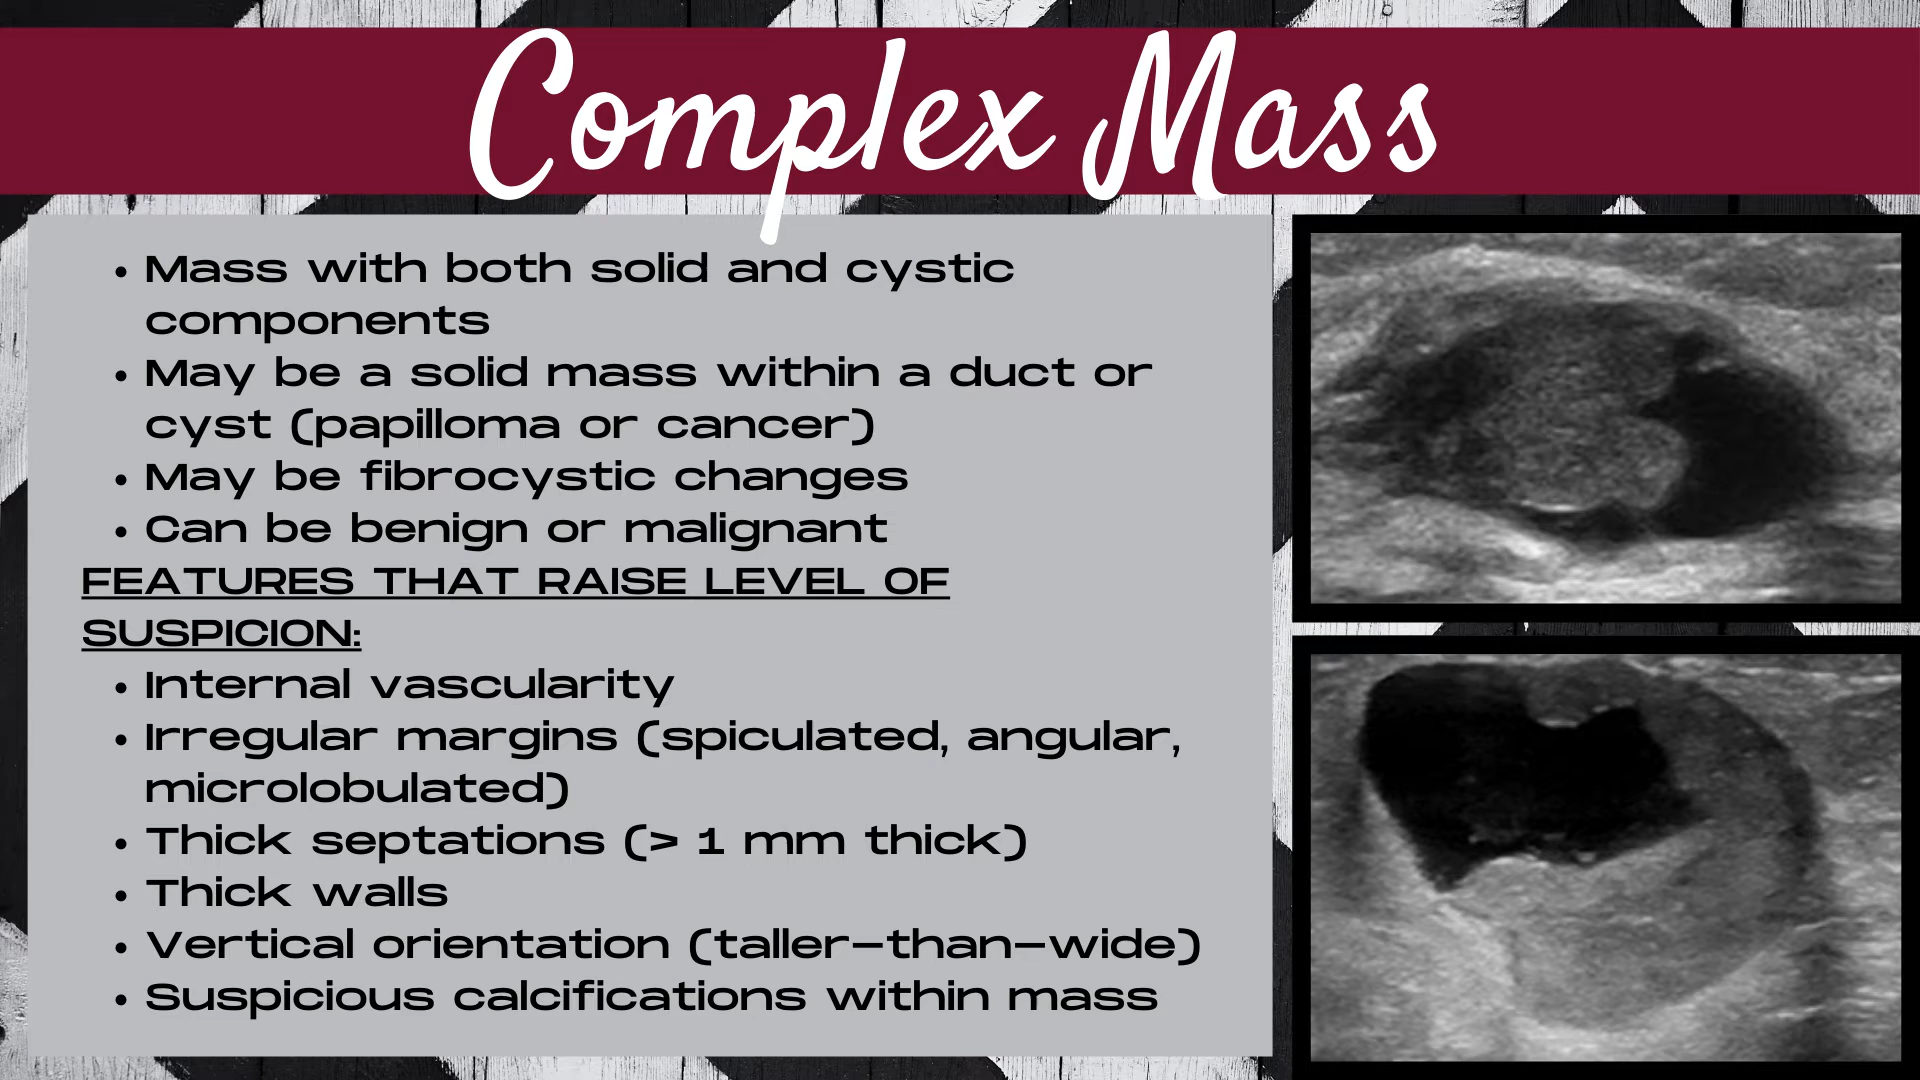 Complex Mass
• Mass with both solid and cystic
components
• May be a solid mass within a duct or
cyst (papilloma or cancer)
• May be fibrocystic changes
• Can be benign or malignant
FEATURES THAT RAISE LEVEL OF
SUSPICION:
• Internal vascularity
• Irregular margins (spiculated, angular,
microlobulated)
• Thick septations (> 1 mm thick)
• Thick walls
• Vertical orientation (taller-than-wide)
• Suspicious calcifications within mass